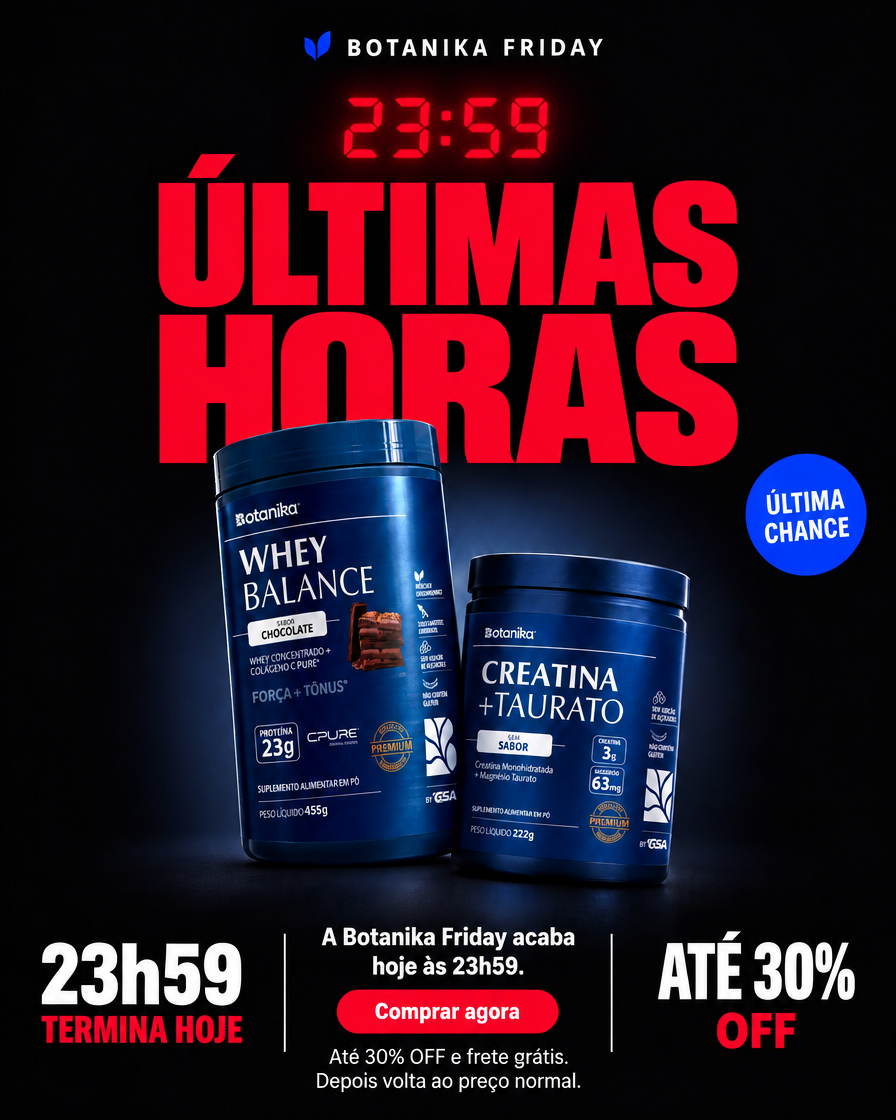 BOTANIKA FRIDAY
23:59
ÚLTIMAS
HORAS
ÚLTIMA
CHANCE
Botanika
WHEY
BALANCE
SABOR
CHOCOLATE
WHEY CONCENTRADO +
COLÁGENO C PURE®
FORÇA + TÔNUS
NÃO CONTÉM
GLÚTEN
PROTEÍNA
23g
CPURE
PREMIUM
SUPLEMENTO ALIMENTAR EM PÓ
PESO LÍQUIDO 455g
BY GSA
Botanika
CREATINA
+TAURATO
SEM
SABOR
Creatina Monohidratada
+ Magnésio Taurato
CREATINA
3g
63mg
NÃO CONTÉM
GLÚTEN
PREMIUM
SUPLEMENTO ALIMENTAR EM PÓ
PESO LÍQUIDO 222g
BY GSA
23h59
TERMINA HOJE
A Botanika Friday acaba
hoje às 23h59.
Comprar agora
Até 30% OFF e frete grátis.
Depois volta ao preço normal.
ATÉ 30%
OFF